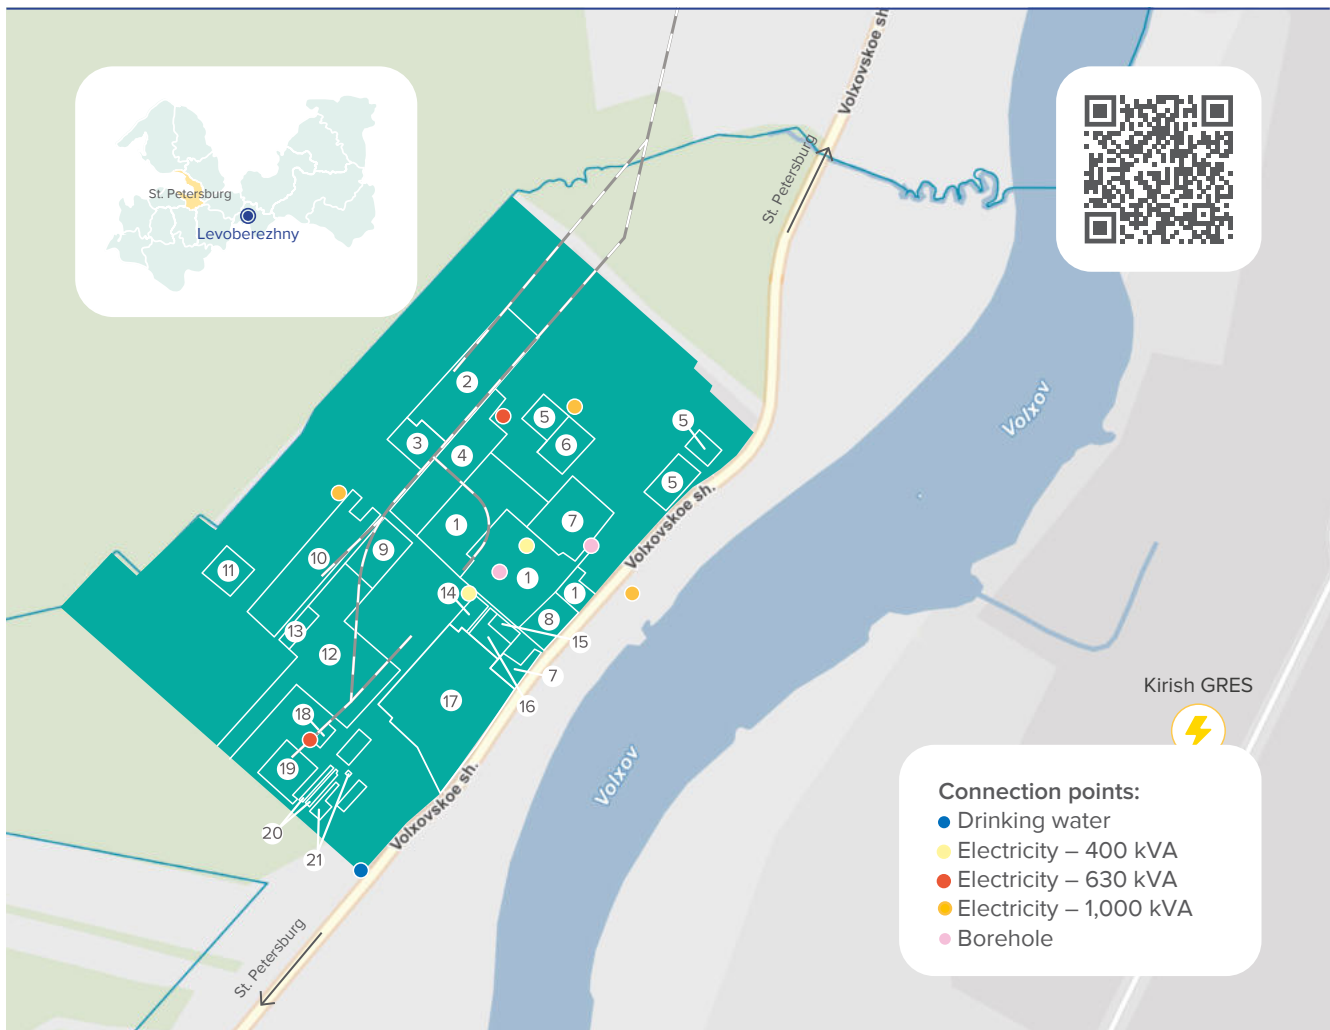 Volxovskoe sh.
St. Petersburg
St. Petersburg
Levoberezhny
2
5
5
3
4
6
5
1
7
Volxovskoe sh.
Volxov
9
10
11
1
14
1
8
13
15
12
7
17
16
Kirish GRES
18
19
Volxov
Volxovskoe sh.
20
21
St. Petersburg
Connection points:
Drinking water
Electricity – 400 kVA
Electricity – 630 kVA
Electricity – 1,000 kVA
Borehole